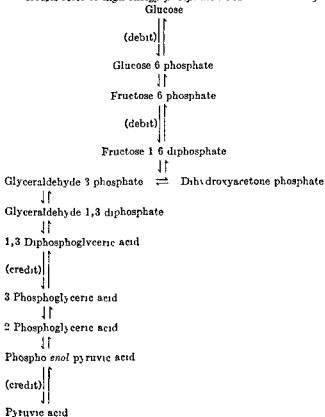 Glucose
(debit)
Glucose 6 phosphate
Fructose 6 phosphate
(debit)
Fructose 1 6 diphosphate
Glyceraldehyde 3 phosphate ⇌ Dihydroxyacetone phosphate
Glyceraldehyde 1,3 diphosphate
1,3 Diphosphoglyceric acid
(credit)
3 Phosphoglyceric acid
2 Phosphoglyceric acid
Phospho enol pyruvic acid
(credit)
Pyruvic acid